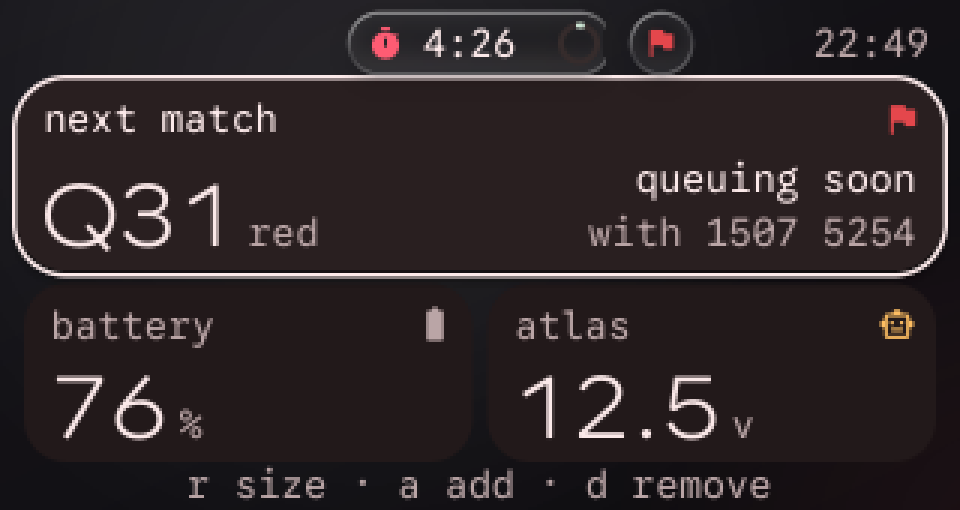 4:26 22:49
next match
queuing soon
Q31 red with 1507 5254
battery atlas
76 % 12.5 v
r size · a add · d remove